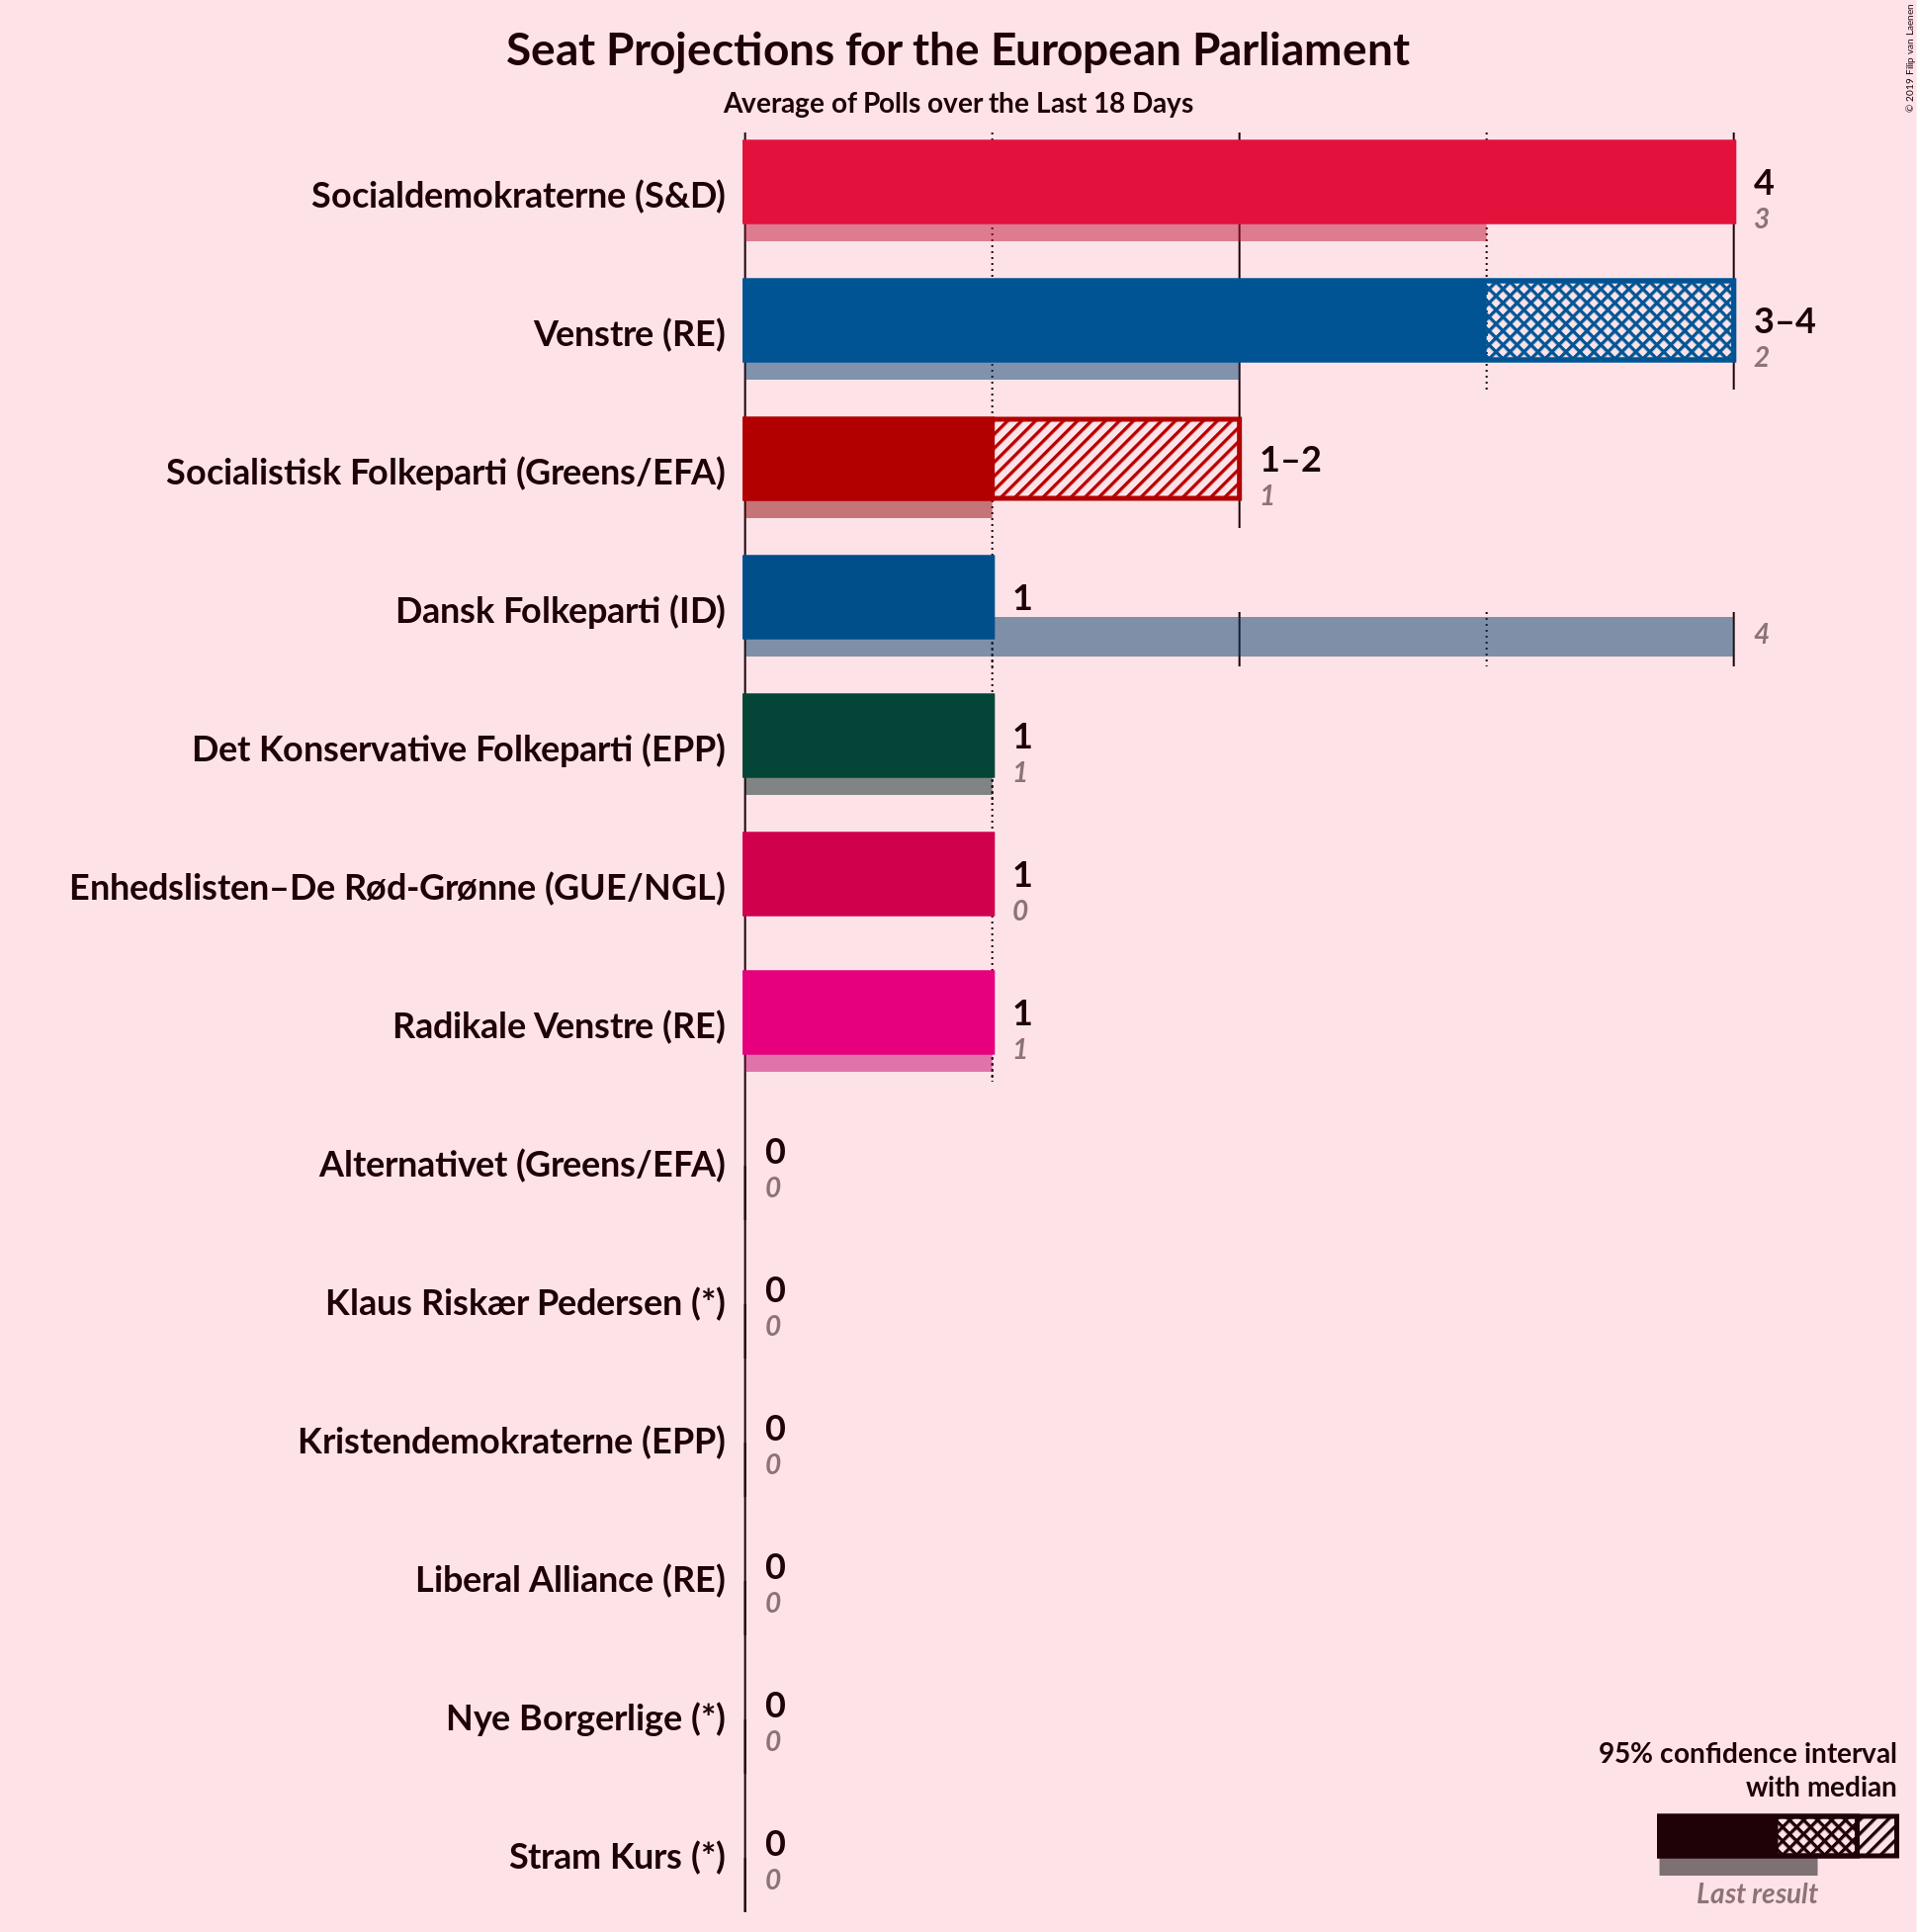 Seat Projections for the European Parliament
Average of Polls over the Last 18 Days
© 2019 Filip van Laenen
Socialdemokraterne (S&D)
4
3
Venstre (RE)
3–4
2
Socialistisk Folkeparti (Greens/EFA)
1–2
1
Dansk Folkeparti (ID)
1
4
Det Konservative Folkeparti (EPP)
1
1
Enhedslisten–De Rød-Grønne (GUE/NGL)
1
0
Radikale Venstre (RE)
1
1
Alternativet (Greens/EFA)
0
0
Klaus Riskær Pedersen (*)
0
0
Kristendemokraterne (EPP)
0
0
Liberal Alliance (RE)
0
0
Nye Borgerlige (*)
0
0
Stram Kurs (*)
0
0
95% confidence interval
with median
Last result